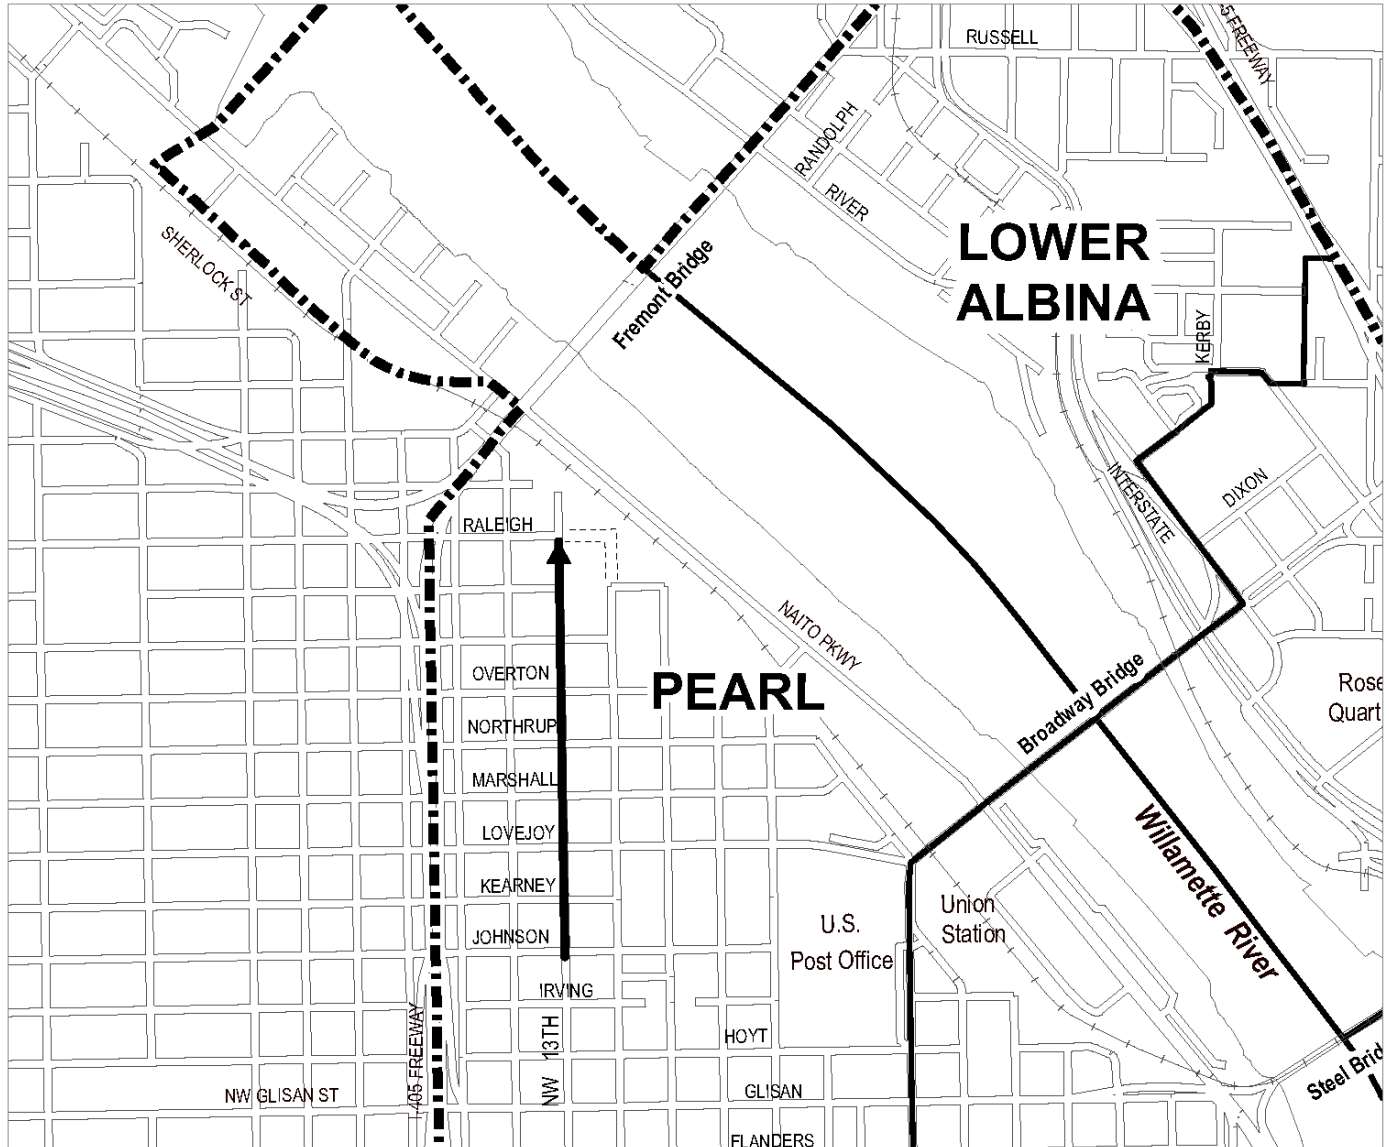 RUSSELL
5 FREEWAY
RANDOLPH
RIVER
LOWER
ALBINA
SHERLOCK ST
Fremont Bridge
KERBY
RALEIGH
INTERSTATE
DIXON
NAITO PKWY
OVERTON
PEARL
Rose
Quart
NORTHRUP
Broadway Bridge
MARSHALL
LOVEJOY
Willamette River
KEARNEY
U.S.
Post Office
Union
Station
JOHNSON
IRVING
HOYT
I-405 FREEWAY
NW 13TH
NW GLISAN ST
GLISAN
Steel Brid
FLANDERS